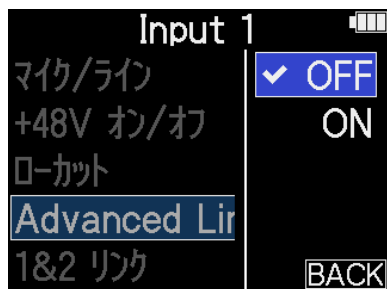 Input 1
マイク/ライン
+48V オン/オフ
ローカット
Advanced Lir
1&2 リンク
✔ OFF
ON
BACK